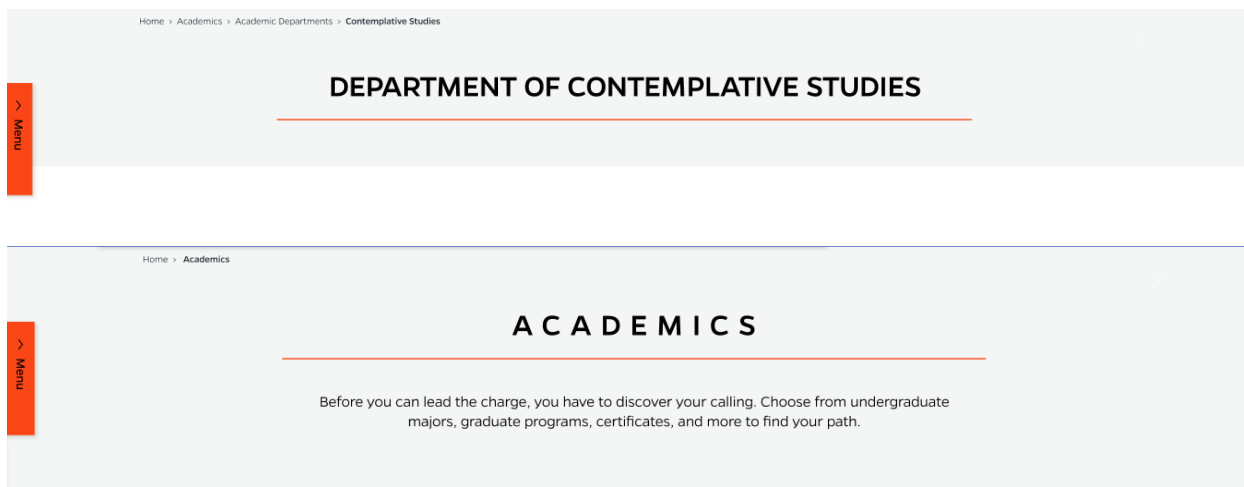 Home > Academics > Academic Departments > Contemplative Studies
DEPARTMENT OF CONTEMPLATIVE STUDIES
> Menu
Home > Academics
ACADEMICS
> Menu
Before you can lead the charge, you have to discover your calling. Choose from undergraduate
majors, graduate programs, certificates, and more to find your path.